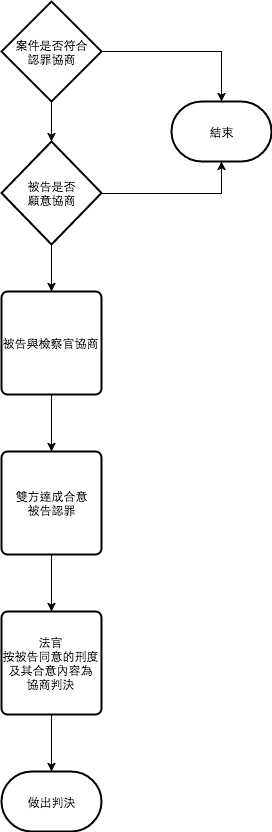 案件是否符合
認罪協商
結束
被告是否
願意協商
被告與檢察官協商
雙方達成合意
被告認罪
法官
按被告同意的刑度
及其合意內容為
協商判決
做出判決